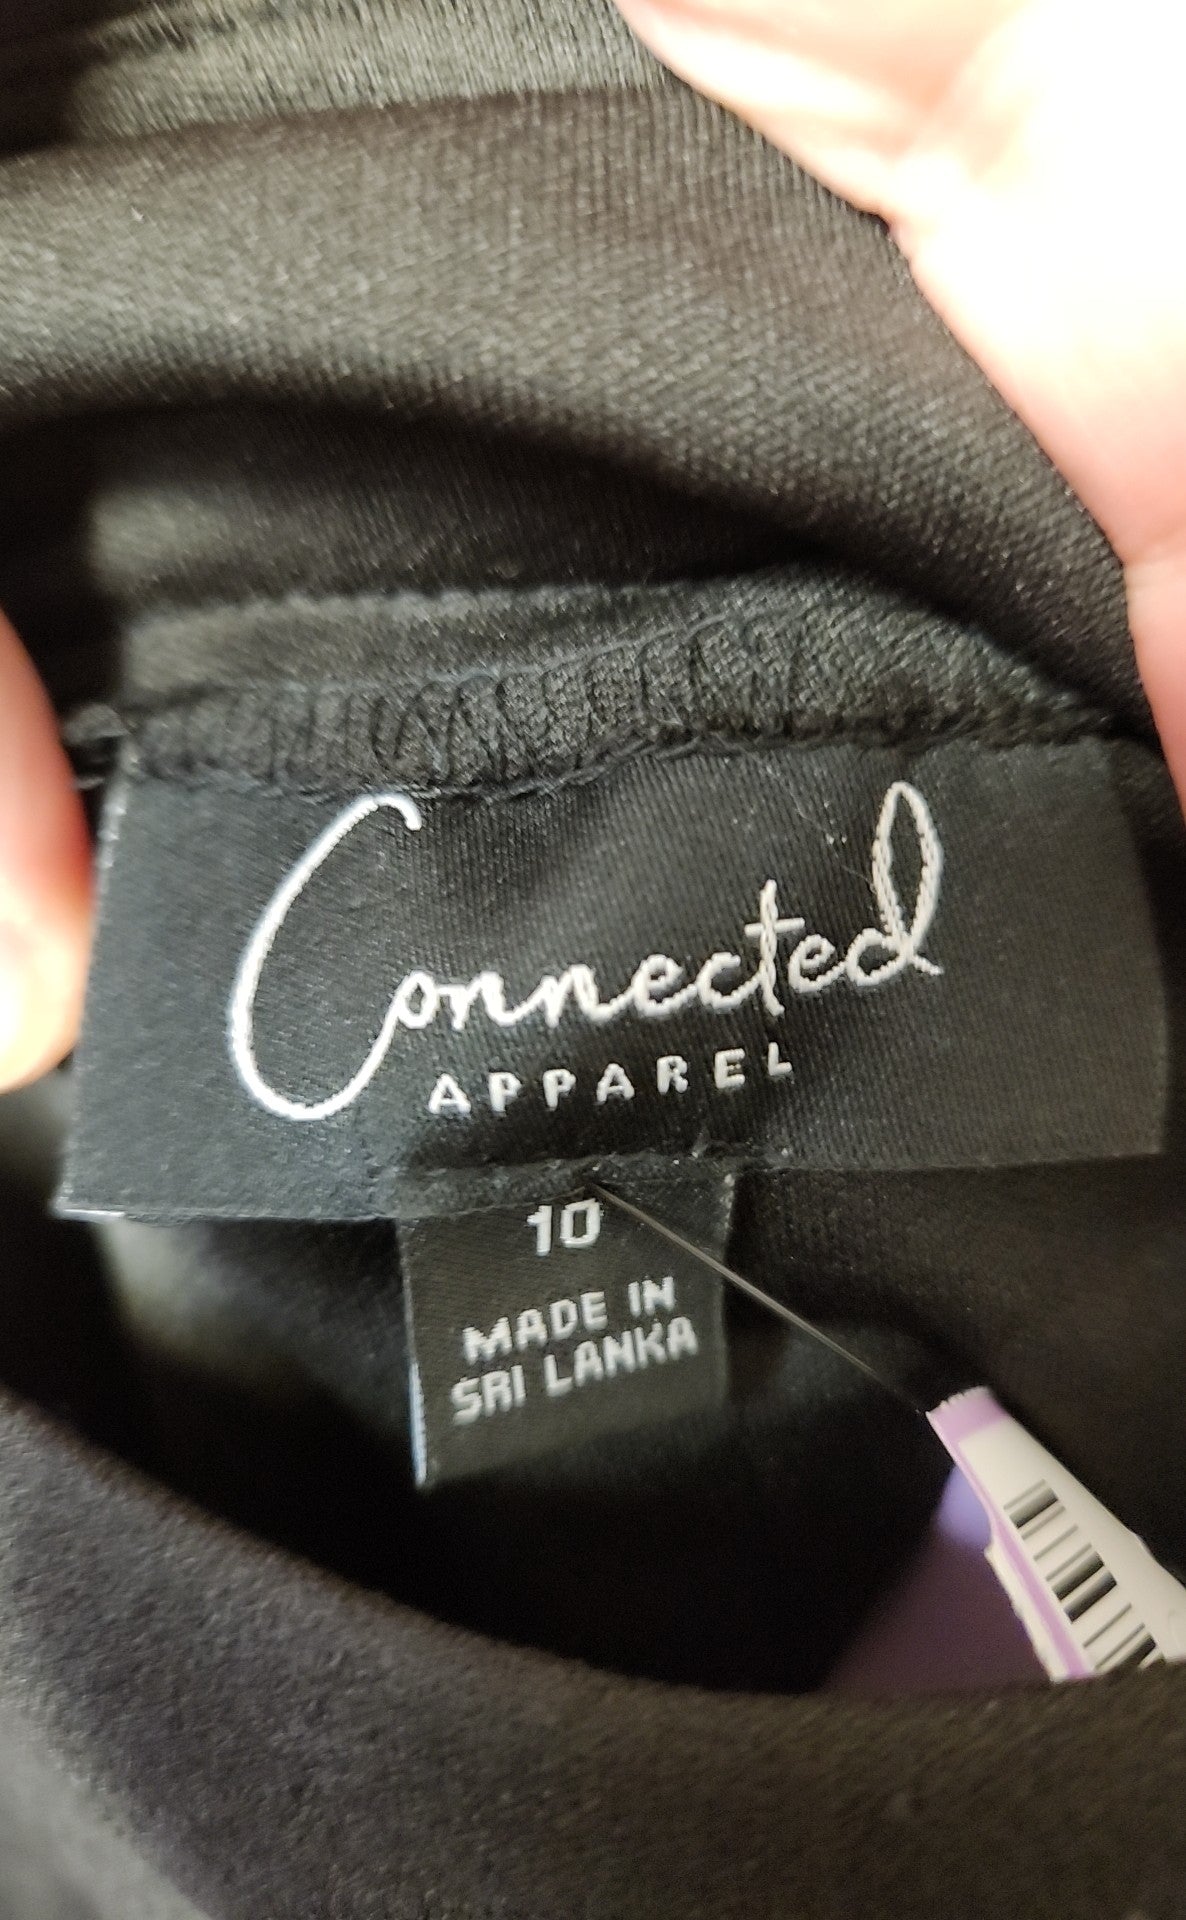 Connected
APPAREL
10
MADE IN
SRI LANKA